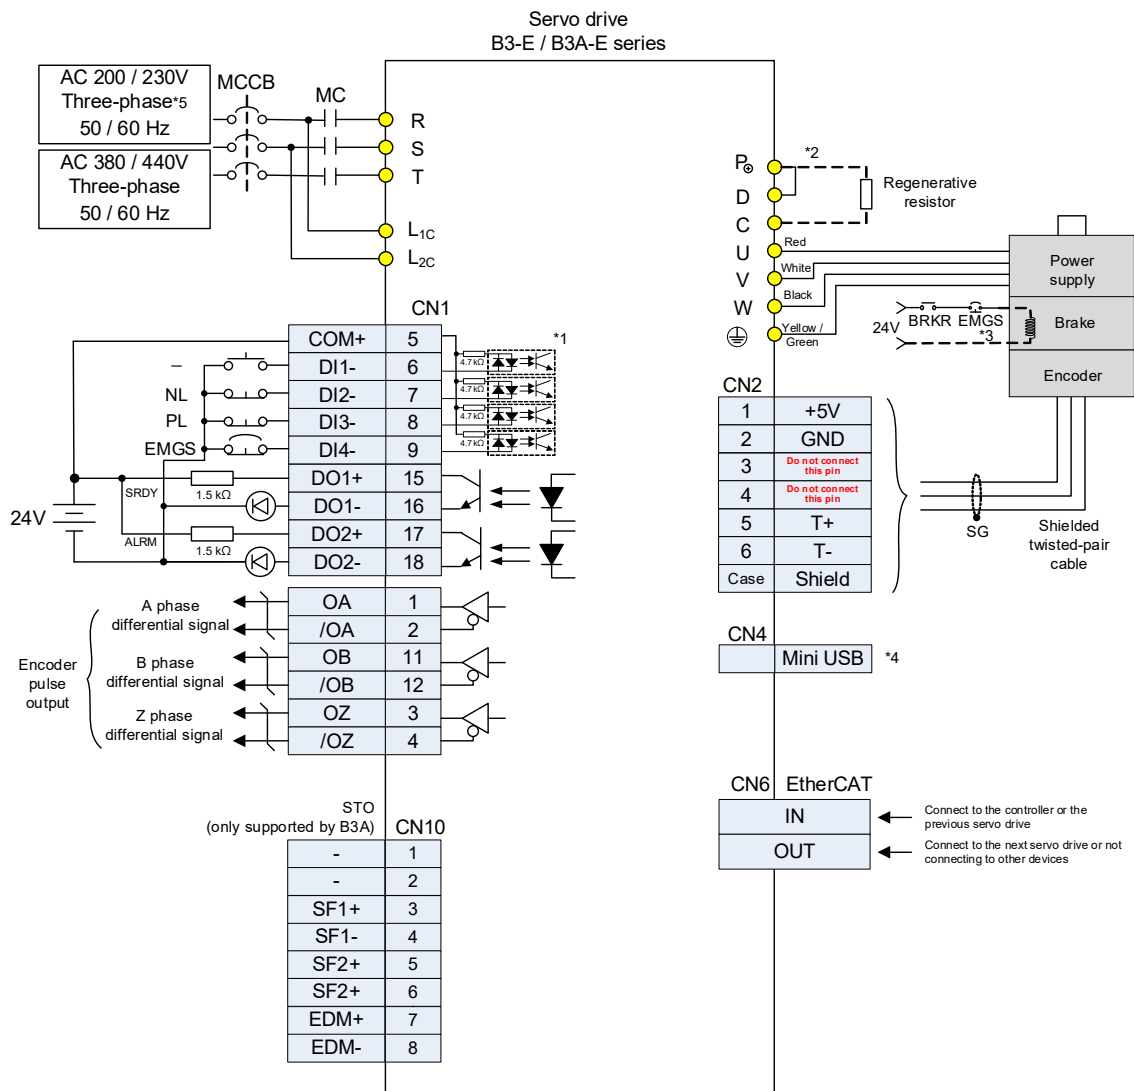 Servo drive
B3-E / B3A-E series
AC 200 / 230V
Three-phase*5
50 / 60 Hz
AC 380 / 440V
Three-phase
50 / 60 Hz
MCCB
MC
R
S
T
L1C
L2C
CN1
COM+ 5
DI1- 6
DI2- 7
DI3- 8
DI4- 9
DO1+ 15
DO1- 16
DO2+ 17
DO2- 18
–
NL
PL
EMGS
SRDY
1.5 kΩ
24V
ALRM
1.5 kΩ
*1
4.7 kΩ
4.7 kΩ
4.7 kΩ
4.7 kΩ
OA 1
/OA 2
OB 11
/OB 12
OZ 3
/OZ 4
A phase
differential signal
B phase
differential signal
Z phase
differential signal
Encoder
pulse
output
STO
(only supported by B3A)
CN10
- 1
- 2
SF1+ 3
SF1- 4
SF2+ 5
SF2+ 6
EDM+ 7
EDM- 8
P⊕
D
C
U
V
W
*2
Regenerative
resistor
Red
White
Black
Yellow /
Green
24V
BRKR
EMGS
*3
Power
supply
Brake
Encoder
CN2
1 +5V
2 GND
3 Do not connect
this pin
4 Do not connect
this pin
5 T+
6 T-
Case Shield
SG
Shielded
twisted-pair
cable
CN4
Mini USB
*4
CN6 EtherCAT
IN
OUT
Connect to the controller or the
previous servo drive
Connect to the next servo drive or not
connecting to other devices